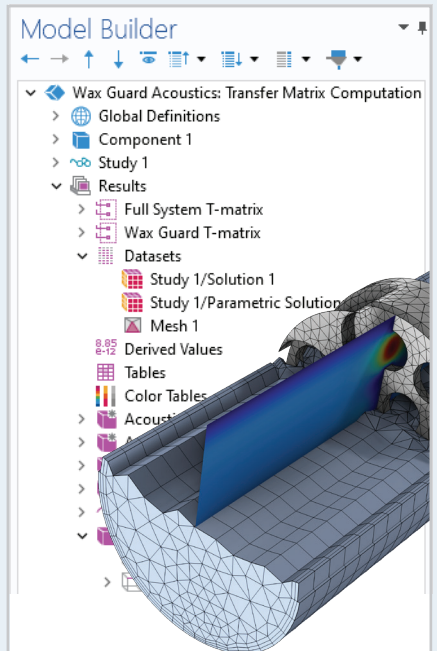 Model Builder
Wax Guard Acoustics: Transfer Matrix Computation
Global Definitions
Component 1
Study 1
Results
Full System T-matrix
Wax Guard T-matrix
Datasets
Study 1/Solution 1
Study 1/Parametric Solution
Mesh 1
8.85
e-12 Derived Values
Tables
Color Tables